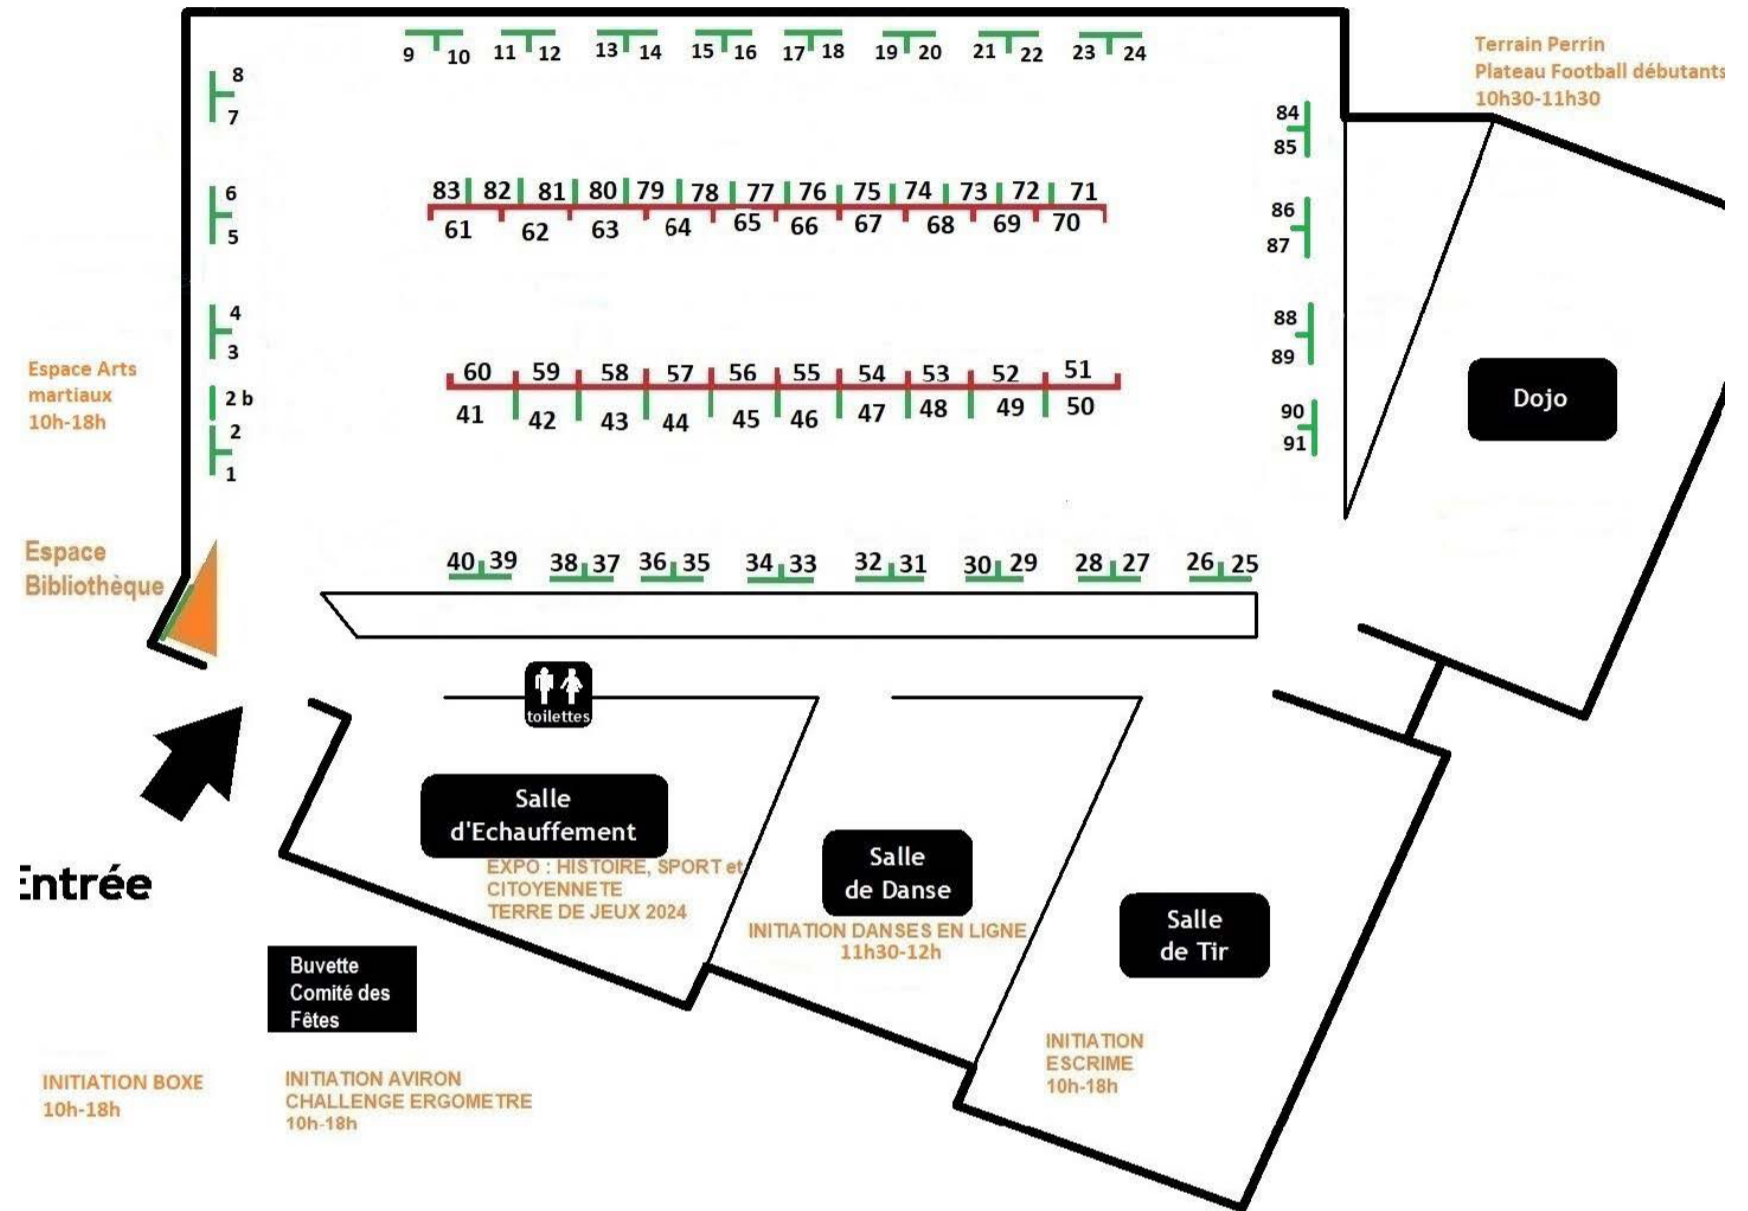 9 10 11 12 13 14 15 16 17 18 19 20 21 22 23 24
Terrain Perrin
Plateau Football débutants
10h30-11h30
8
7
6
5
4
3
2 b
2
1
84
85
86
87
88
89
90
91
83 82 81 80 79 78 77 76 75 74 73 72 71
61 62 63 64 65 66 67 68 69 70
60 59 58 57 56 55 54 53 52 51
41 42 43 44 45 46 47 48 49 50
Espace Arts
martiaux
10h-18h
Dojo
Espace
Bibliothèque
40 39 38 37 36 35 34 33 32 31 30 29 28 27 26 25
toilettes
Entrée
Salle
d'Echauffement
EXPO : HISTOIRE, SPORT et
CITOYENNETE
TERRE DE JEUX 2024
Salle
de Danse
INITIATION DANSES EN LIGNE
11h30-12h
Salle
de Tir
Buvette
Comité des
Fêtes
INITIATION
ESCRIME
10h-18h
INITIATION BOXE
10h-18h
INITIATION AVIRON
CHALLENGE ERGOMETRE
10h-18h